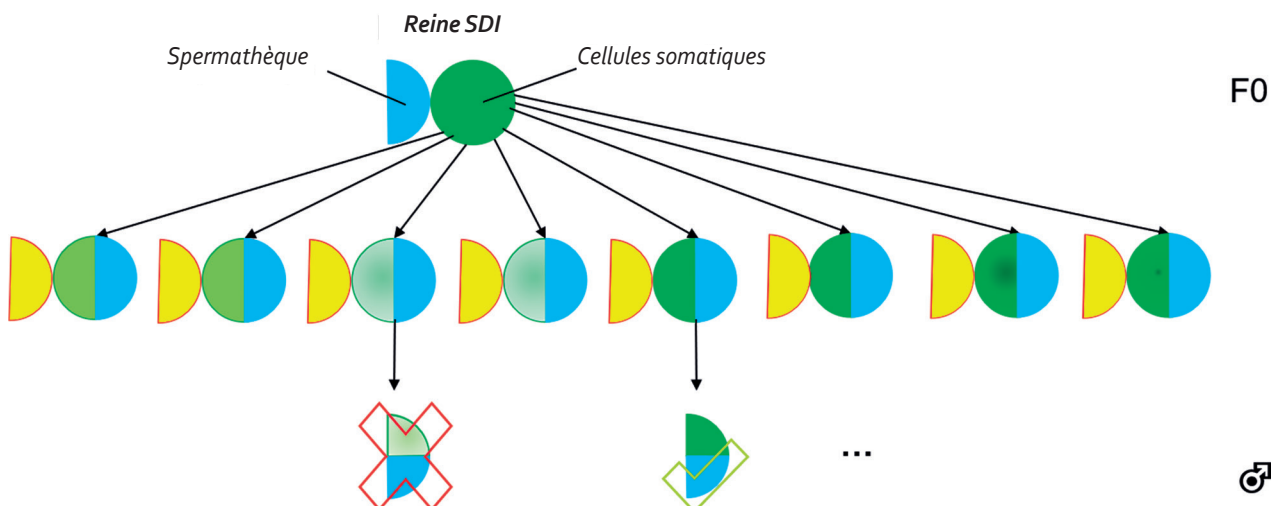 Reine SDI
Spermathèque
Cellules somatiques
F0
...
♂